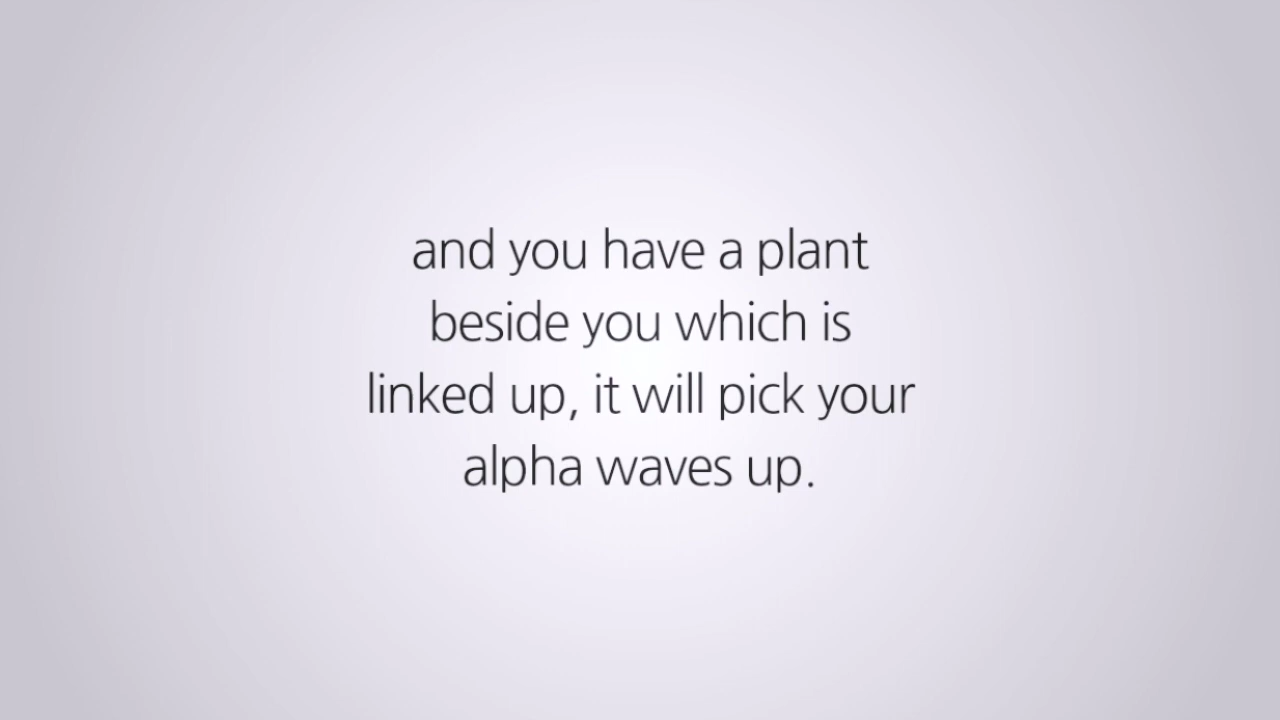 and you have a plant
beside you which is
linked up, it will pick your
alpha waves up.